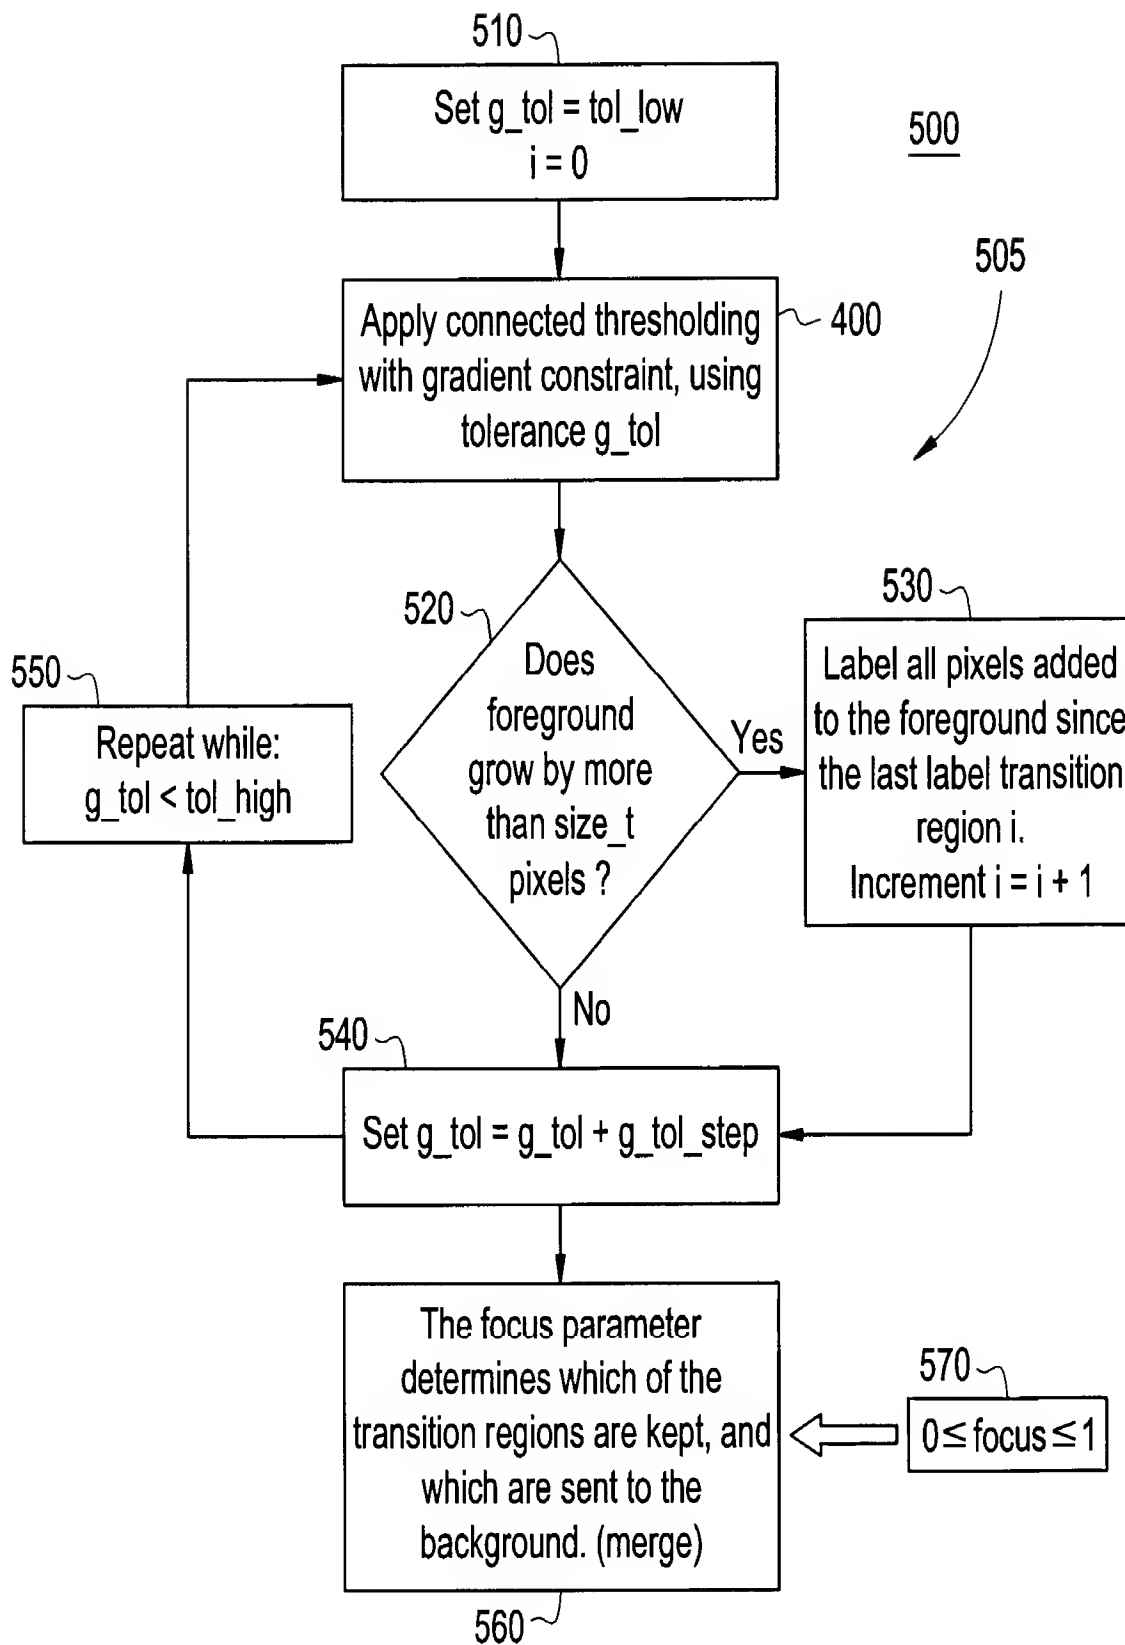 510
Set g_tol = tol_low
i = 0
500
505
Apply connected thresholding
with gradient constraint, using
tolerance g_tol
400
520
Does
foreground
grow by more
than size_t
pixels ?
Yes
530
Label all pixels added
to the foreground since
the last label transition
region i.
Increment i = i + 1
550
Repeat while:
g_tol < tol_high
No
540
Set g_tol = g_tol + g_tol_step
The focus parameter
determines which of the
transition regions are kept, and
which are sent to the
background. (merge)
560
570
0≤ focus ≤ 1